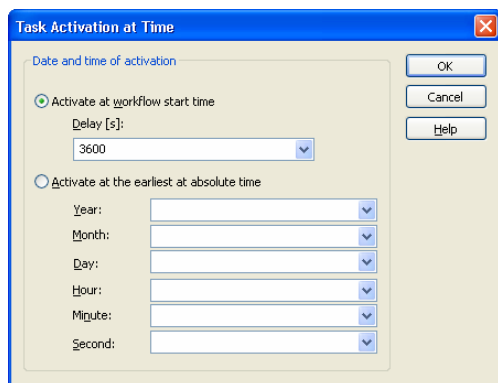 Task Activation at Time
Date and time of activation
Activate at workflow start time
Delay [s]:
3600
Activate at the earliest at absolute time
Year:
Month:
Day:
Hour:
Minute:
Second:
OK
Cancel
Help